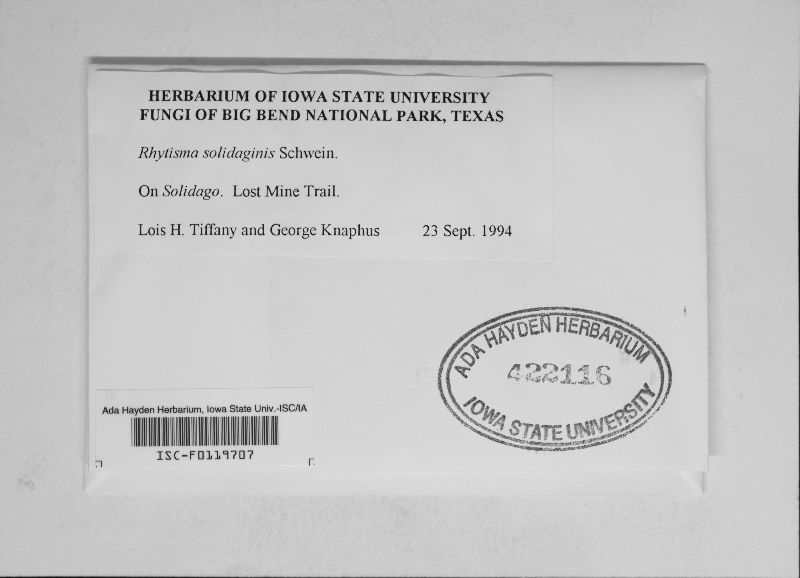 HERBARIUM OF IOWA STATE UNIVERSITY
FUNGI OF BIG BEND NATIONAL PARK, TEXAS
Rhytisma solidaginis Schwein.
On Solidago. Lost Mine Trail.
Lois H. Tiffany and George Knaphus 23 Sept. 1994
ADA HAYDEN HERBARIUM
422116
IOWA STATE UNIVERSITY
Ada Hayden Herbarium, Iowa State Univ.-ISC/IA
ISC-F0119707